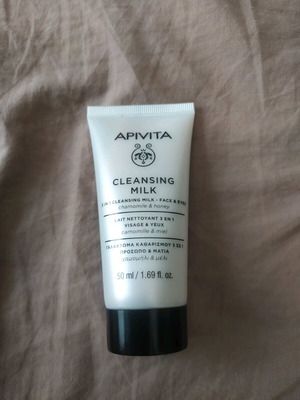 APIVITA
CLEANSING
MILK
3 IN 1 CLEANSING MILK - FACE & EYES
chamomile & honey
LAIT NETTOYANT 3 EN 1
VISAGE & YEUX
camomille & miel
ΓΑΛΑΚΤΩΜΑ ΚΑΘΑΡΙΣΜΟΥ 3 ΣΕ 1
ΠΡΟΣΩΠΟ & ΜΑΤΙΑ
χαμομήλι & μέλι
50 ml / 1.69 fl. oz.